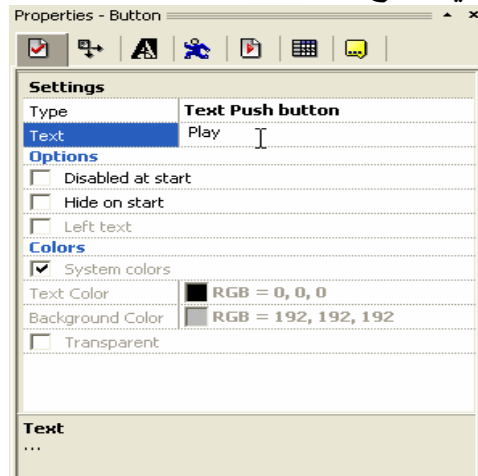 Properties - Button
Settings
Type Text Push button
Text Play
Options
Disabled at start
Hide on start
Left text
Colors
System colors
Text Color RGB = 0, 0, 0
Background Color RGB = 192, 192, 192
Transparent
Text
...